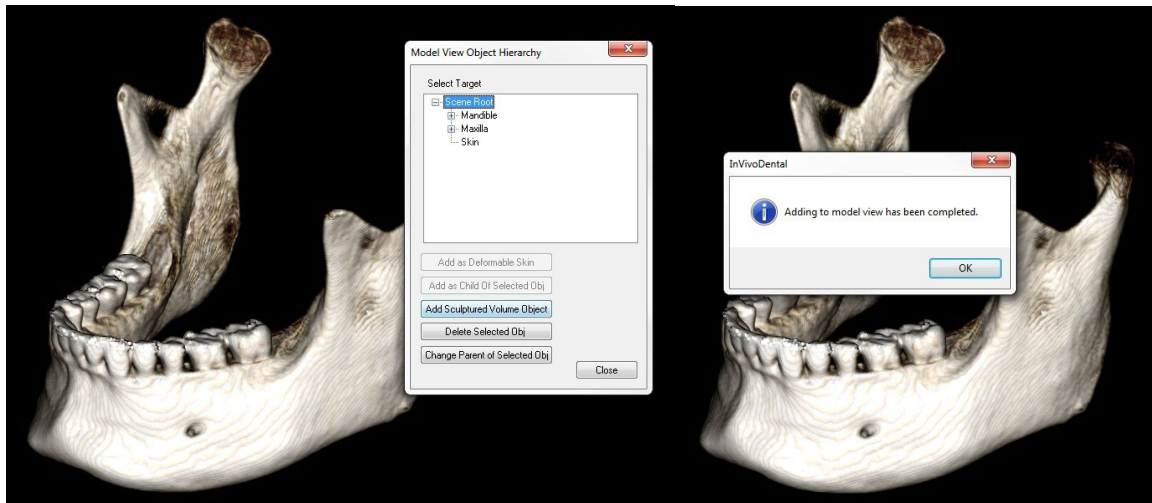 Model View Object Hierarchy
Select Target
Scene Root
Mandible
Maxilla
Skin
Add as Deformable Skin
Add as Child Of Selected Obj
Add Sculptured Volume Object
Delete Selected Obj
Change Parent of Selected Obj
Close
InVivoDental
Adding to model view has been completed.
OK